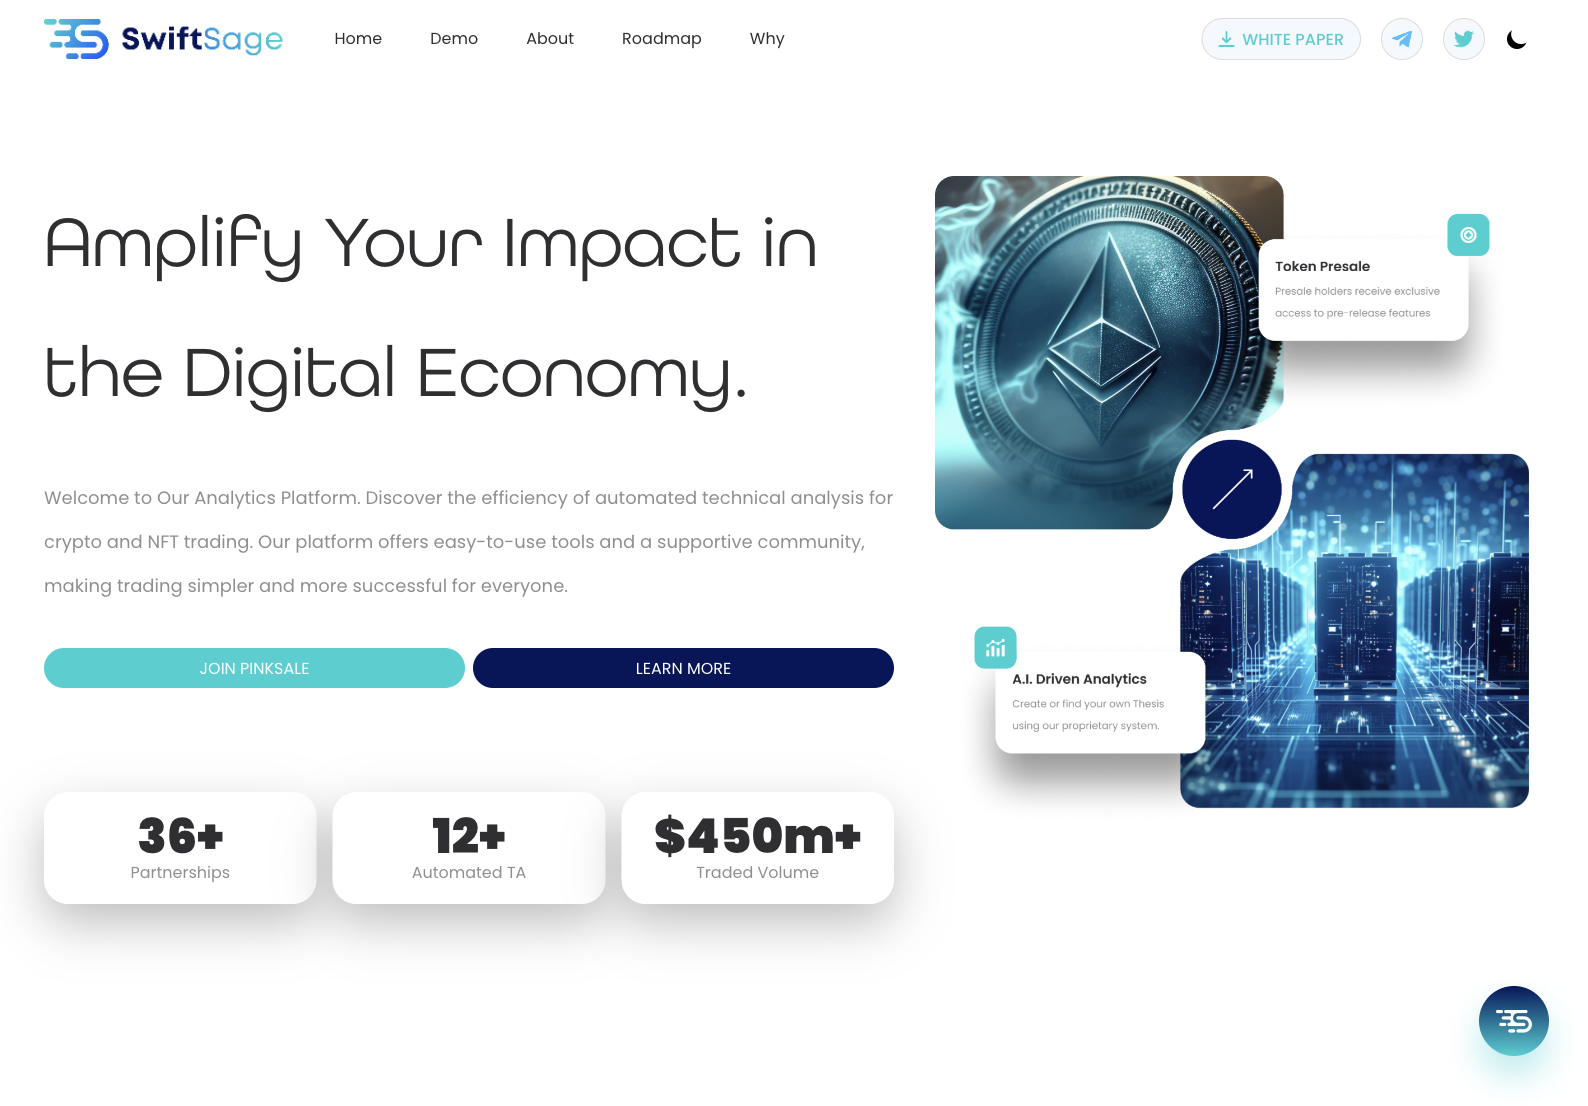 SwiftSage
Home
Demo
About
Roadmap
Why
WHITE PAPER
Amplify Your Impact in
the Digital Economy.
Welcome to Our Analytics Platform. Discover the efficiency of automated technical analysis for
crypto and NFT trading. Our platform offers easy-to-use tools and a supportive community,
making trading simpler and more successful for everyone.
JOIN PINKSALE
LEARN MORE
36+
Partnerships
12+
Automated TA
$450m+
Traded Volume
Token Presale
Presale holders receive exclusive
access to pre-release features
A.I. Driven Analytics
Create or find your own Thesis
using our proprietary system.